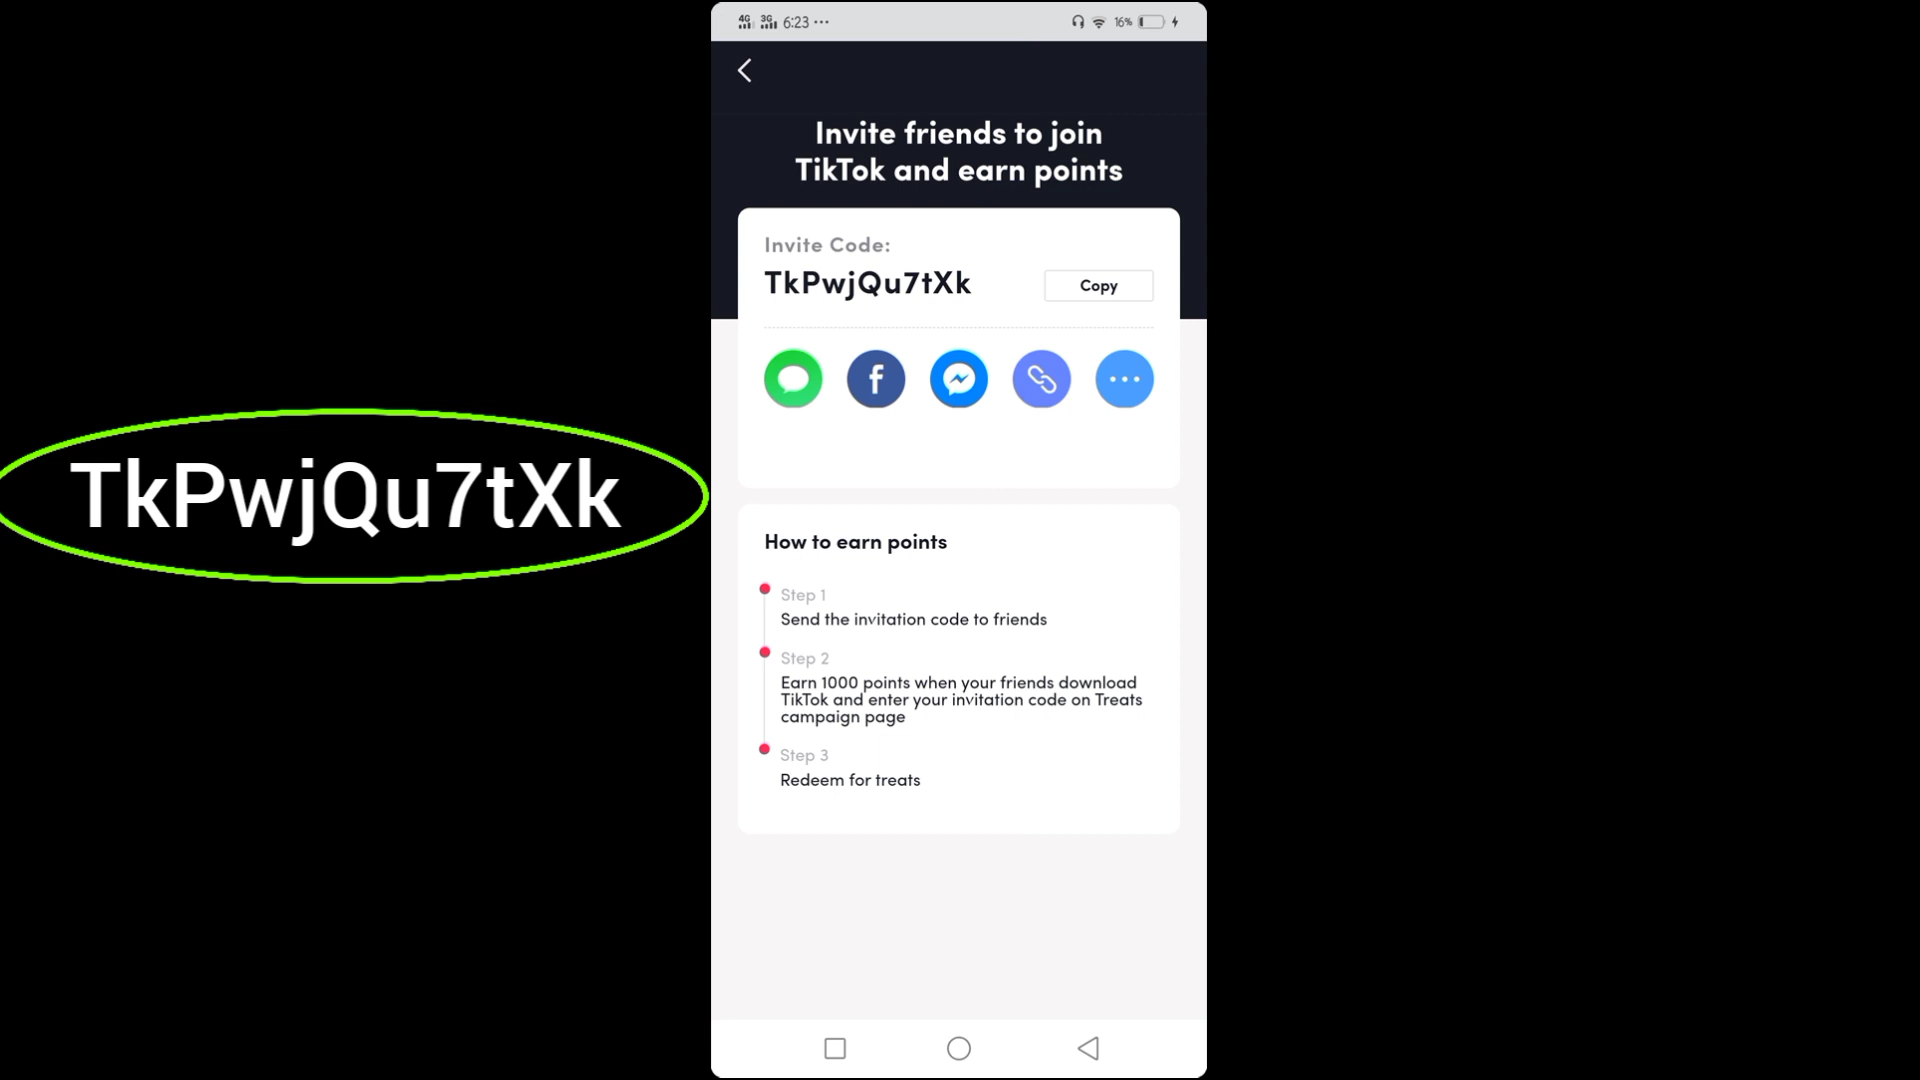 4G 3G 6:23 ... 16%
Invite friends to join
TikTok and earn points
Invite Code:
TkPwjQu7tXk
Copy
TkPwjQu7tXk
How to earn points
Step 1
Send the invitation code to friends
Step 2
Earn 1000 points when your friends download
TikTok and enter your invitation code on Treats
campaign page
Step 3
Redeem for treats